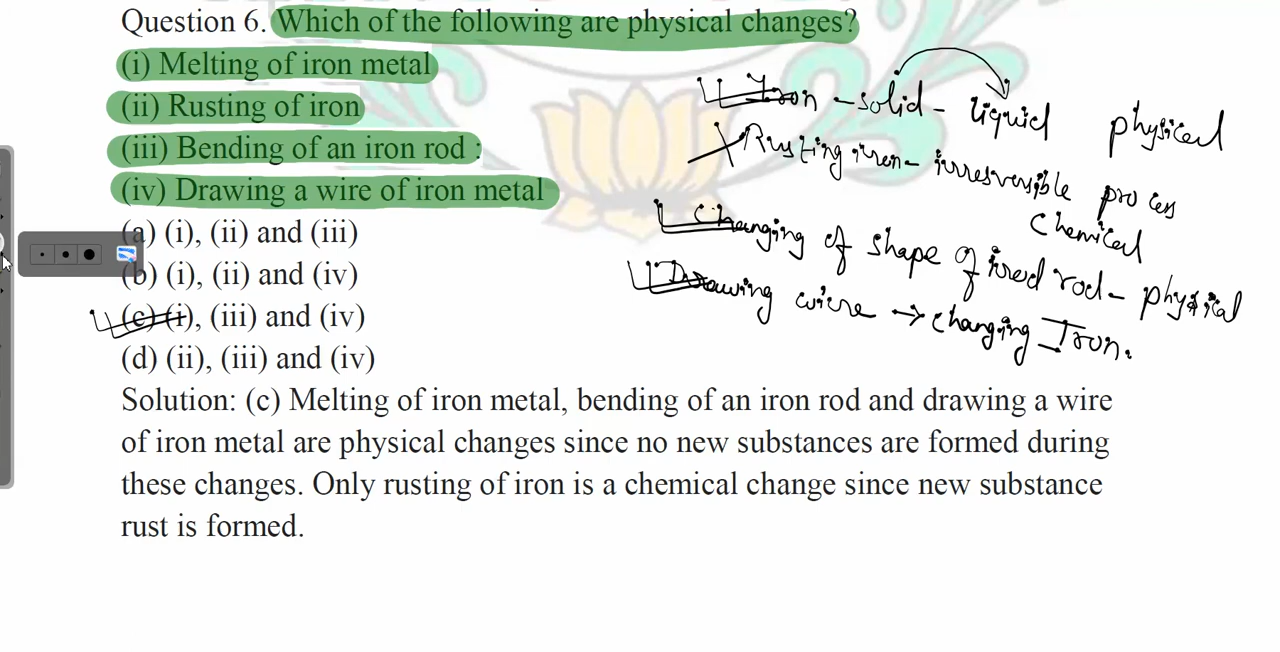 Question 6. Which of the following are physical changes?
(i) Melting of iron metal
(ii) Rusting of iron
(iii) Bending of an iron rod :
(iv) Drawing a wire of iron metal
(a) (i), (ii) and (iii)
(b) (i), (ii) and (iv)
(c) (i), (iii) and (iv)
(d) (ii), (iii) and (iv)
Solution: (c) Melting of iron metal, bending of an iron rod and drawing a wire
of iron metal are physical changes since no new substances are formed during
these changes. Only rusting of iron is a chemical change since new substance
rust is formed.
Iron - solid - liquid physical
Rusting iron - process
chemical
Changing of shape of rod - physical
Drawing wire → changing Iron.